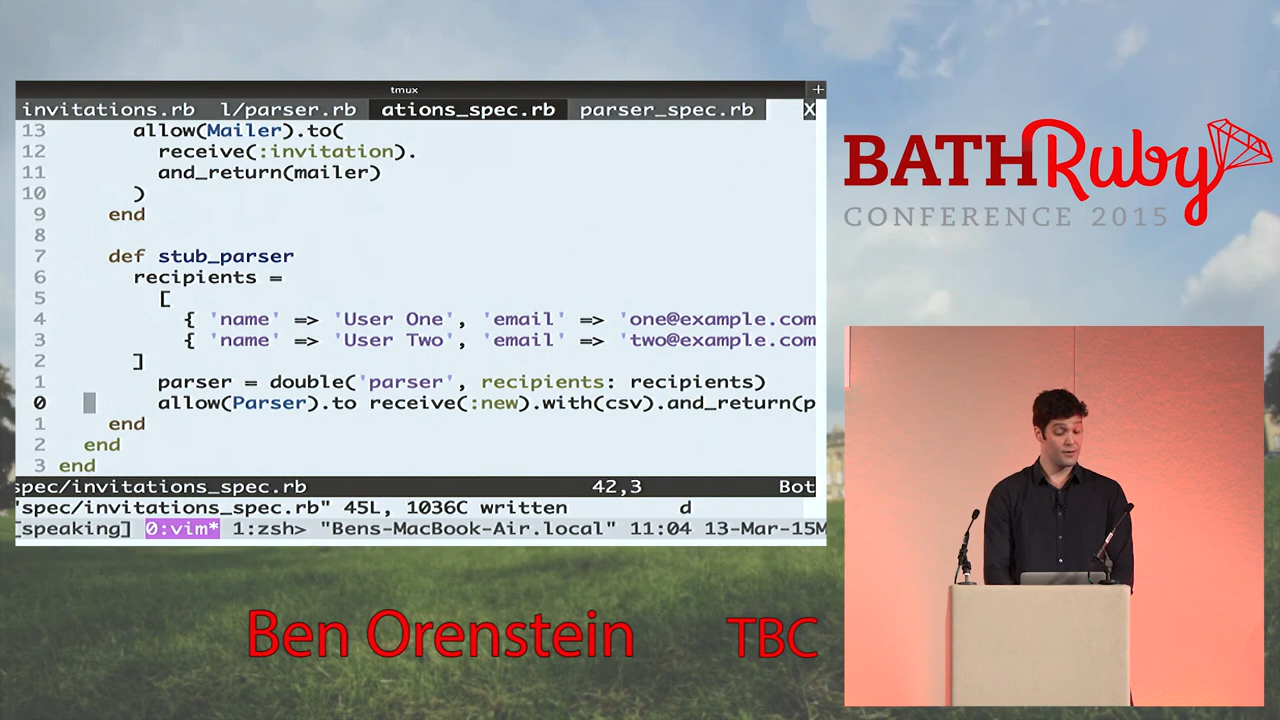 tmux
+
invitations.rb l/parser.rb ations_spec.rb parser_spec.rb X
13 allow(Mailer).to(
12 receive(:invitation).
11 and_return(mailer)
10 )
9 end
8
7 def stub_parser
6 recipients =
5 [
4 { 'name' => 'User One', 'email' => 'one@example.com
3 { 'name' => 'User Two', 'email' => 'two@example.com
2 ]
1 parser = double('parser', recipients: recipients)
0 allow(Parser).to receive(:new).with(csv).and_return(p
1 end
2 end
3 end
spec/invitations_spec.rb 42,3 Bot
"spec/invitations_spec.rb" 45L, 1036C written d
[speaking] 0:vim* 1:zsh> "Bens-MacBook-Air.local" 11:04 13-Mar-15M
BATHRuby
CONFERENCE 2015
Ben Orenstein TBC